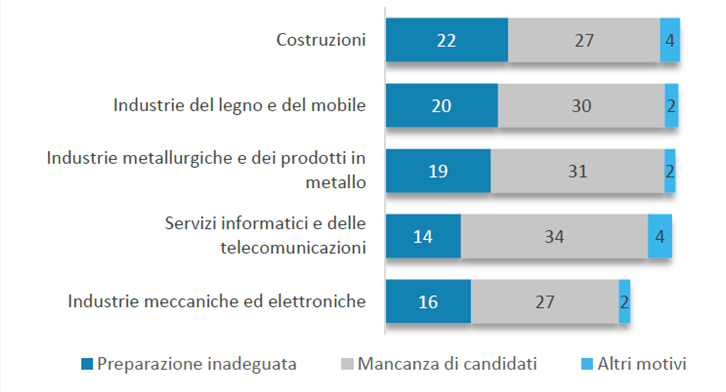 Costruzioni 22 27 4
Industrie del legno e del mobile 20 30 2
Industrie metallurgiche e dei prodotti in
metallo 19 31 2
Servizi informatici e delle
telecomunicazioni 14 34 4
Industrie meccaniche ed elettroniche 16 27 2
Preparazione inadeguata Mancanza di candidati Altri motivi